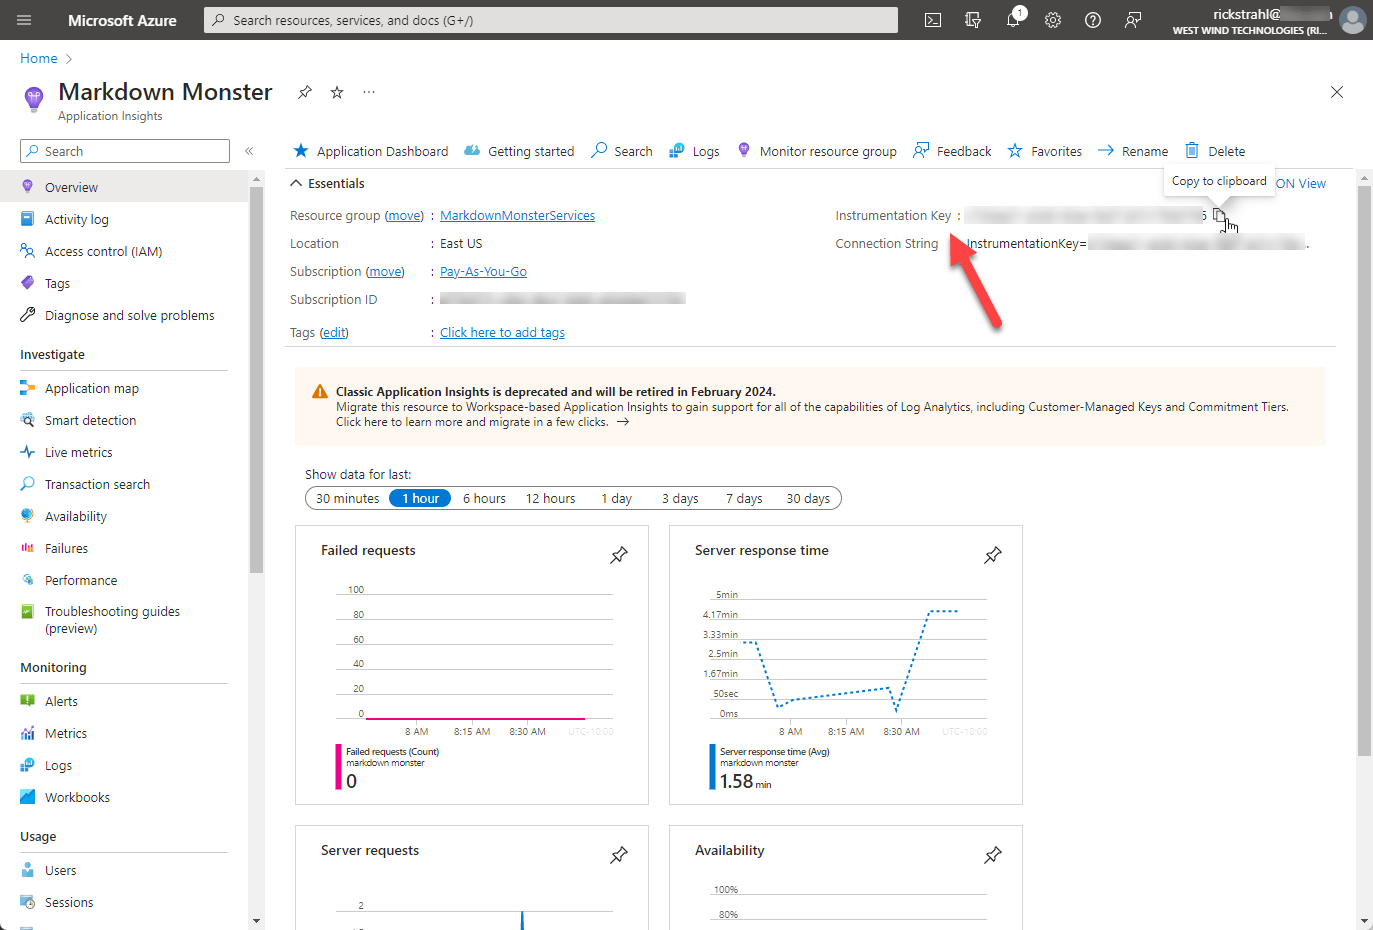 Microsoft Azure
Search resources, services, and docs (G+/)
1
rickstrahl@
WEST WIND TECHNOLOGIES (RI...
Home
Markdown Monster
Application Insights
Search
Overview
Activity log
Access control (IAM)
Tags
Diagnose and solve problems
Investigate
Application map
Smart detection
Live metrics
Transaction search
Availability
Failures
Performance
Troubleshooting guides
(preview)
Monitoring
Alerts
Metrics
Logs
Workbooks
Usage
Users
Sessions
Application Dashboard
Getting started
Search
Logs
Monitor resource group
Feedback
Favorites
Rename
Delete
Essentials
Copy to clipboard
ON View
Resource group (move) : MarkdownMonsterServices
Location : East US
Subscription (move) : Pay-As-You-Go
Subscription ID :
Tags (edit) : Click here to add tags
Instrumentation Key :
Connection String InstrumentationKey=
Classic Application Insights is deprecated and will be retired in February 2024.
Migrate this resource to Workspace-based Application Insights to gain support for all of the capabilities of Log Analytics, including Customer-Managed Keys and Commitment Tiers.
Click here to learn more and migrate in a few clicks. →
Show data for last:
30 minutes 1 hour 6 hours 12 hours 1 day 3 days 7 days 30 days
Failed requests
100
80
60
40
20
0
8 AM 8:15 AM 8:30 AM UTC-10:00
Failed requests (Count)
markdown monster
0
Server response time
5min
4.17min
3.33min
2.5min
1.67min
50sec
0ms
8 AM 8:15 AM 8:30 AM UTC-10:00
Server response time (Avg)
markdown monster
1.58 min
Server requests
2
Availability
100%
80%